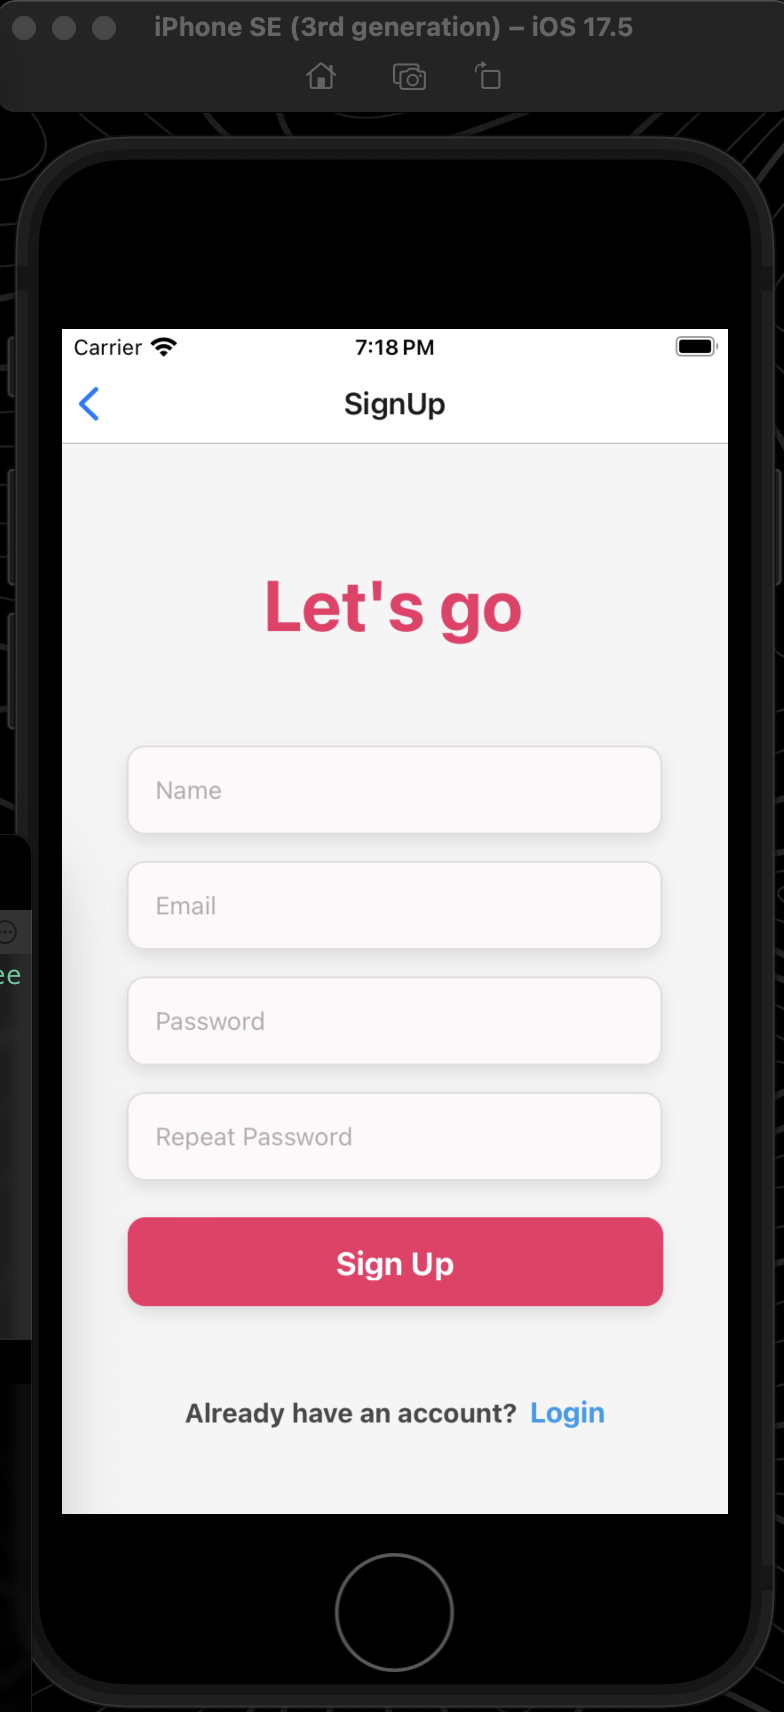 iPhone SE (3rd generation) – iOS 17.5
Carrier 7:18 PM
SignUp
Let's go
Name
Email
ee
Password
Repeat Password
Sign Up
Already have an account? Login